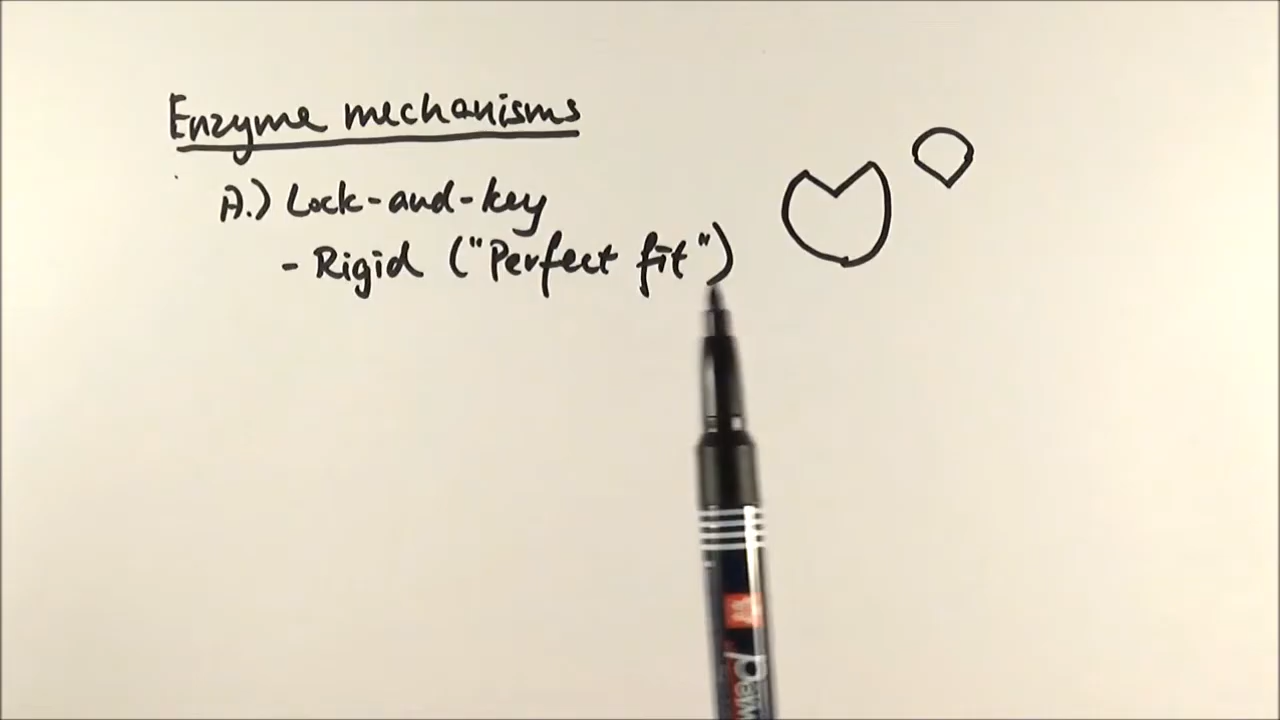 Enzyme mechanisms
A.) Lock-and-key
- Rigid ("Perfect fit")